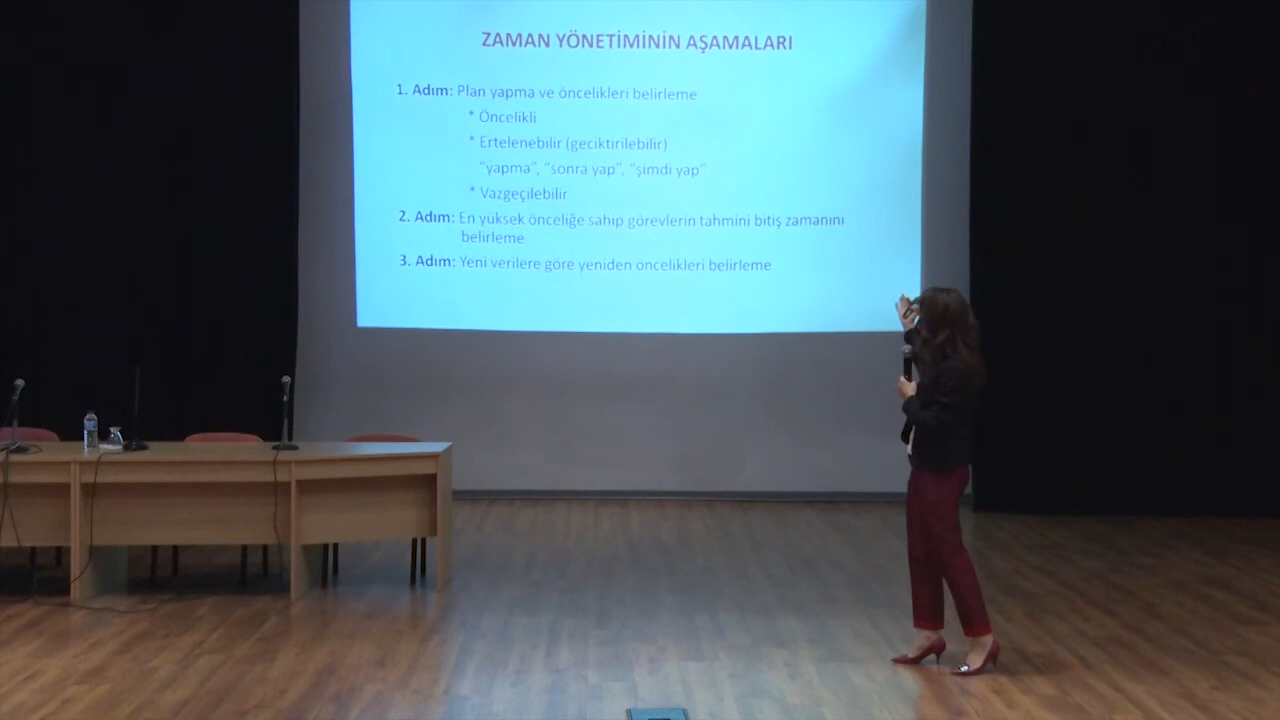 ZAMAN YÖNETİMİNİN AŞAMALARI
1. Adım: Plan yapma ve öncelikleri belirleme
* Öncelikli
* Ertelenebilir (geciktirilebilir)
"yapma", "sonra yap", "şimdi yap"
* Vazgeçilebilir
2. Adım: En yüksek önceliğe sahip görevlerin tahmini bitiş zamanını
belirleme
3. Adım: Yeni verilere göre yeniden öncelikleri belirleme